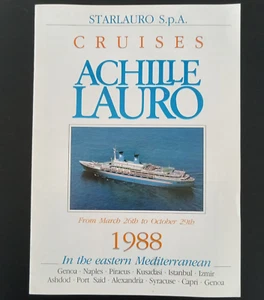 STARLAURO S.p.A.
CRUISES
ACHILLE
LAURO
From March 26th to October 29th
1988
In the eastern Mediterranean
Genoa · Naples · Piraeus · Kusadasi · Istanbul · Izmir
Ashdod · Port Said · Alexandria · Syracuse · Capri · Genoa